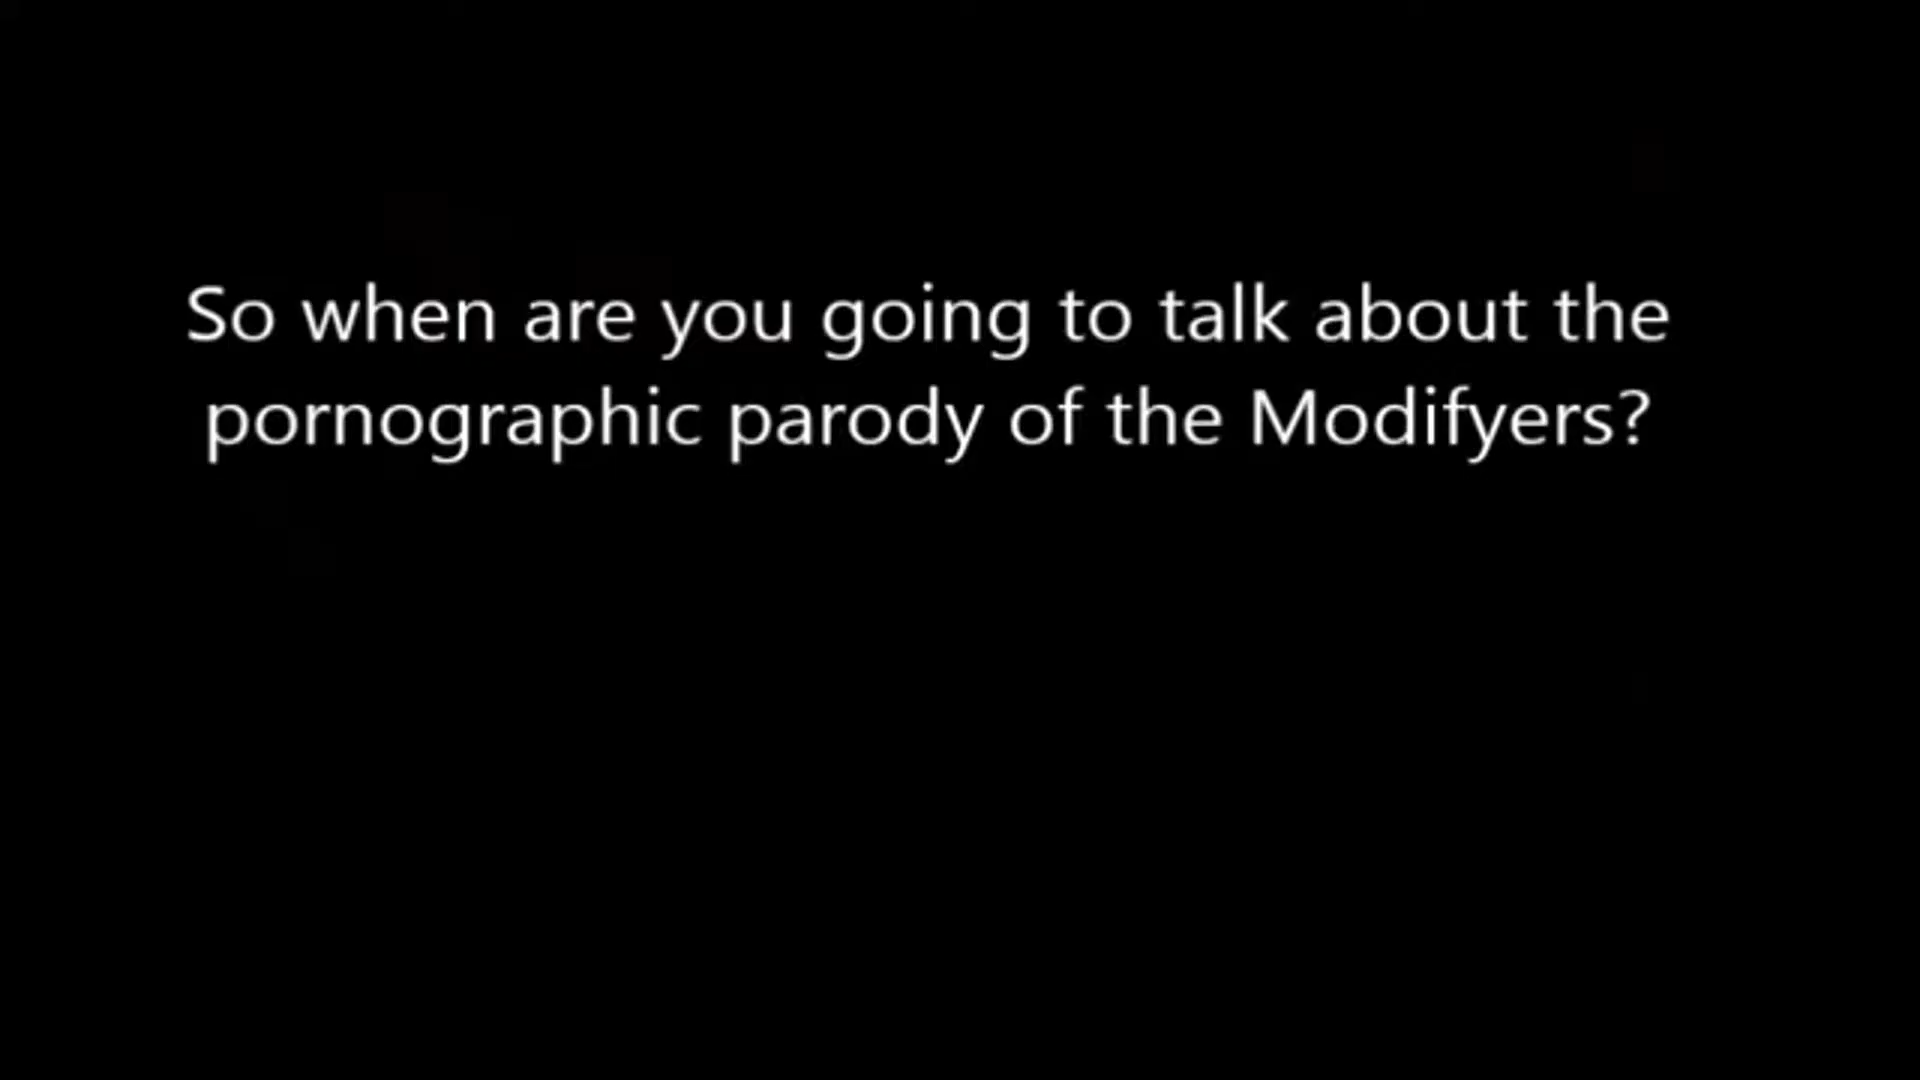 So when are you going to talk about the
pornographic parody of the Modifyers?